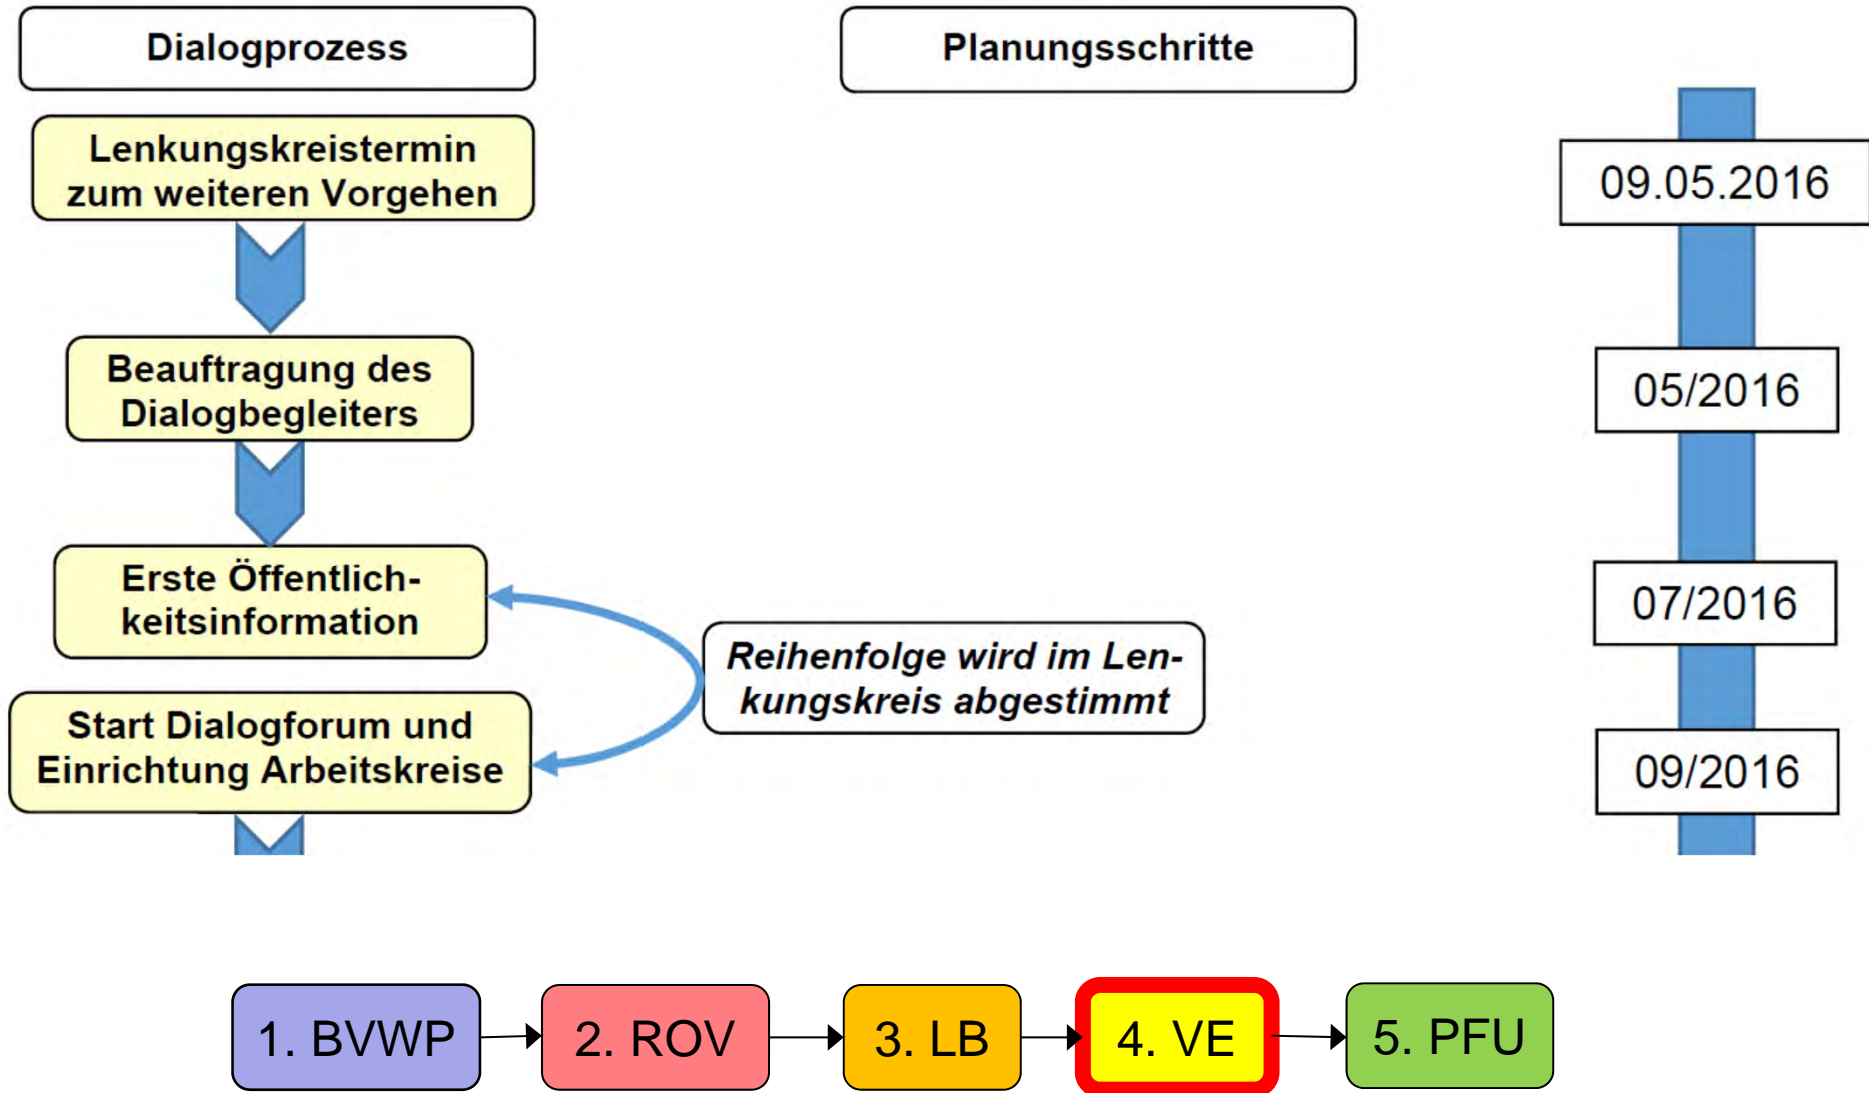 Dialogprozess
Planungsschritte
Lenkungskreistermin
zum weiteren Vorgehen
09.05.2016
Beauftragung des
Dialogbegleiters
05/2016
Erste Öffentlich-
keitsinformation
07/2016
Reihenfolge wird im Len-
kungskreis abgestimmt
Start Dialogforum und
Einrichtung Arbeitskreise
09/2016
1. BVWP
2. ROV
3. LB
4. VE
5. PFU